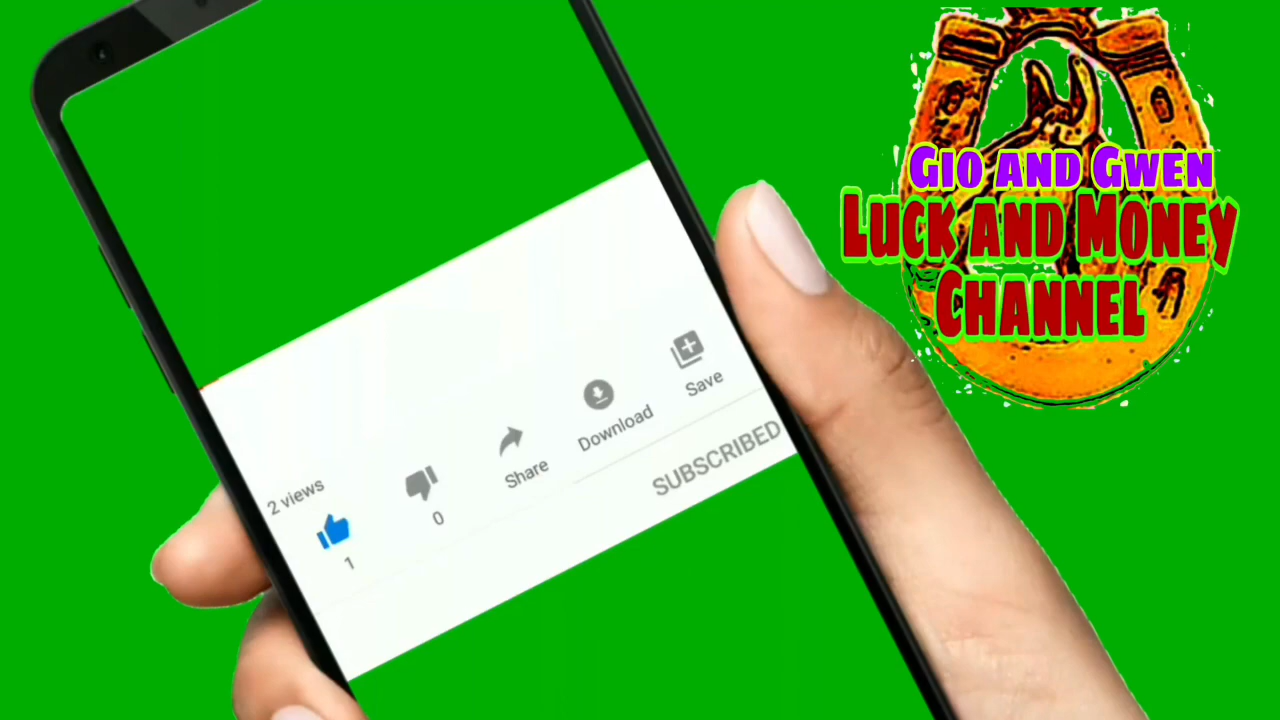 Gio and Gwen
Luck and Money
Channel
2 views
1
0
Share
Download
Save
SUBSCRIBED